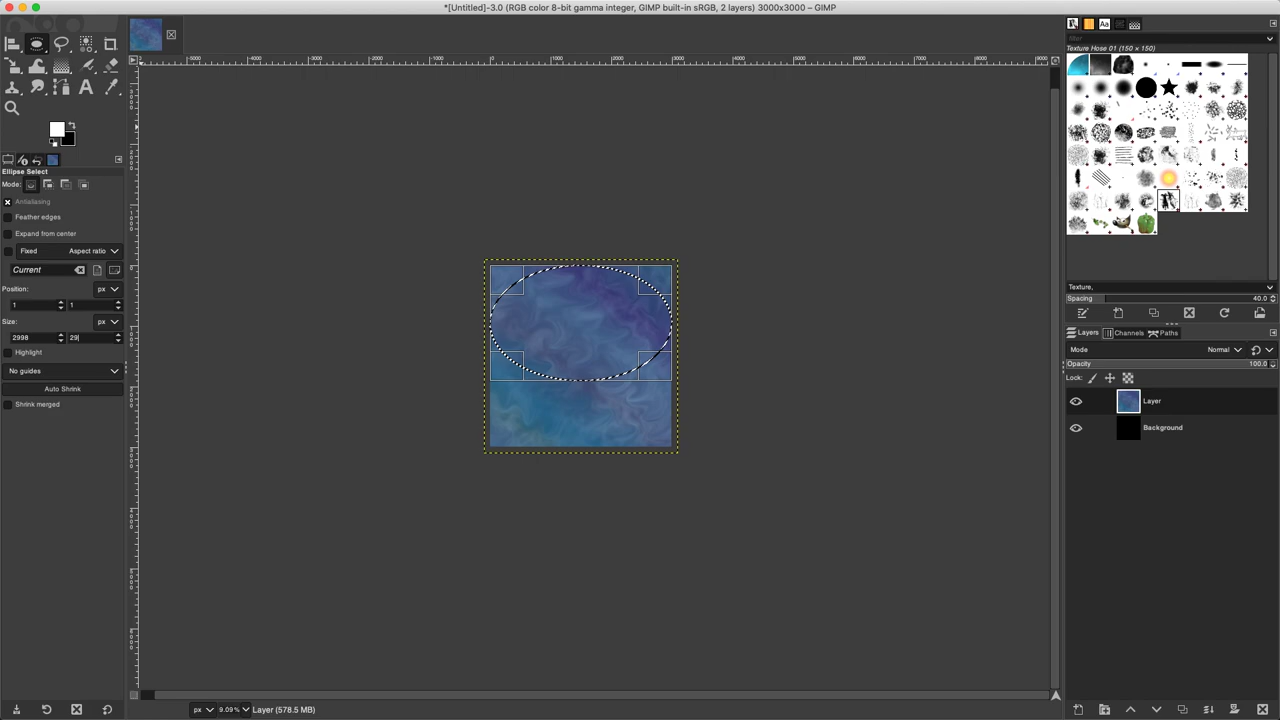 *[Untitled]-3.0 (RGB color 8-bit gamma integer, GIMP built-in sRGB, 2 layers) 3000x3000 – GIMP
Aa
filter
Texture Hose 01 (150 × 150)
Ellipse Select
Mode:
Antialiasing
Feather edges
Expand from center
Fixed Aspect ratio
Current
Position:
px
1 1
Size:
px
2998 29
Highlight
No guides
Auto Shrink
Shrink merged
Texture,
Spacing 40.0
Layers Channels Paths
Mode Normal
Opacity 100.0
Lock:
Layer
Background
px 9.09% Layer (578.5 MB)